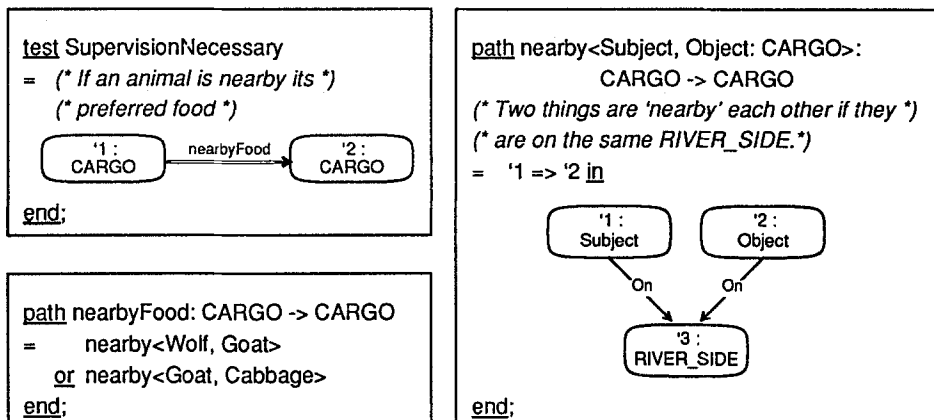 test SupervisionNecessary
= (* If an animal is nearby its *)
(* preferred food *)
'1 :
CARGO
nearbyFood
'2 :
CARGO
end;
path nearbyFood: CARGO -> CARGO
= nearby<Wolf, Goat>
or nearby<Goat, Cabbage>
end;
path nearby<Subject, Object: CARGO>:
CARGO -> CARGO
(* Two things are 'nearby' each other if they *)
(* are on the same RIVER_SIDE.*)
= '1 => '2 in
'1 :
Subject
'2 :
Object
On
On
'3 :
RIVER_SIDE
end;